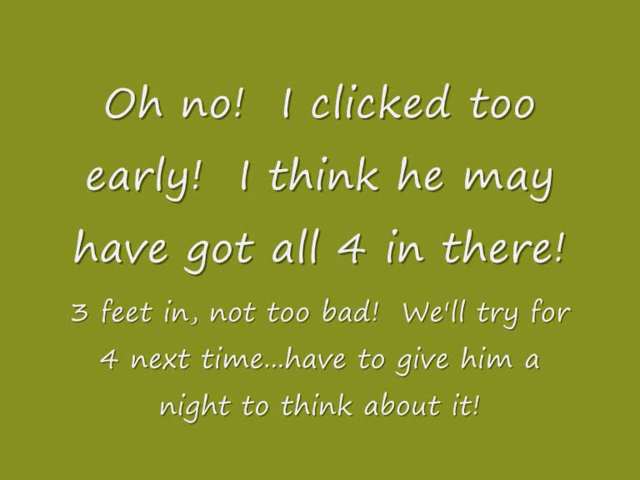 Oh no!  I clicked too
early!  I think he may
have got all 4 in there!
3 feet in, not too bad!  We'll try for
4 next time...have to give him a
night to think about it!